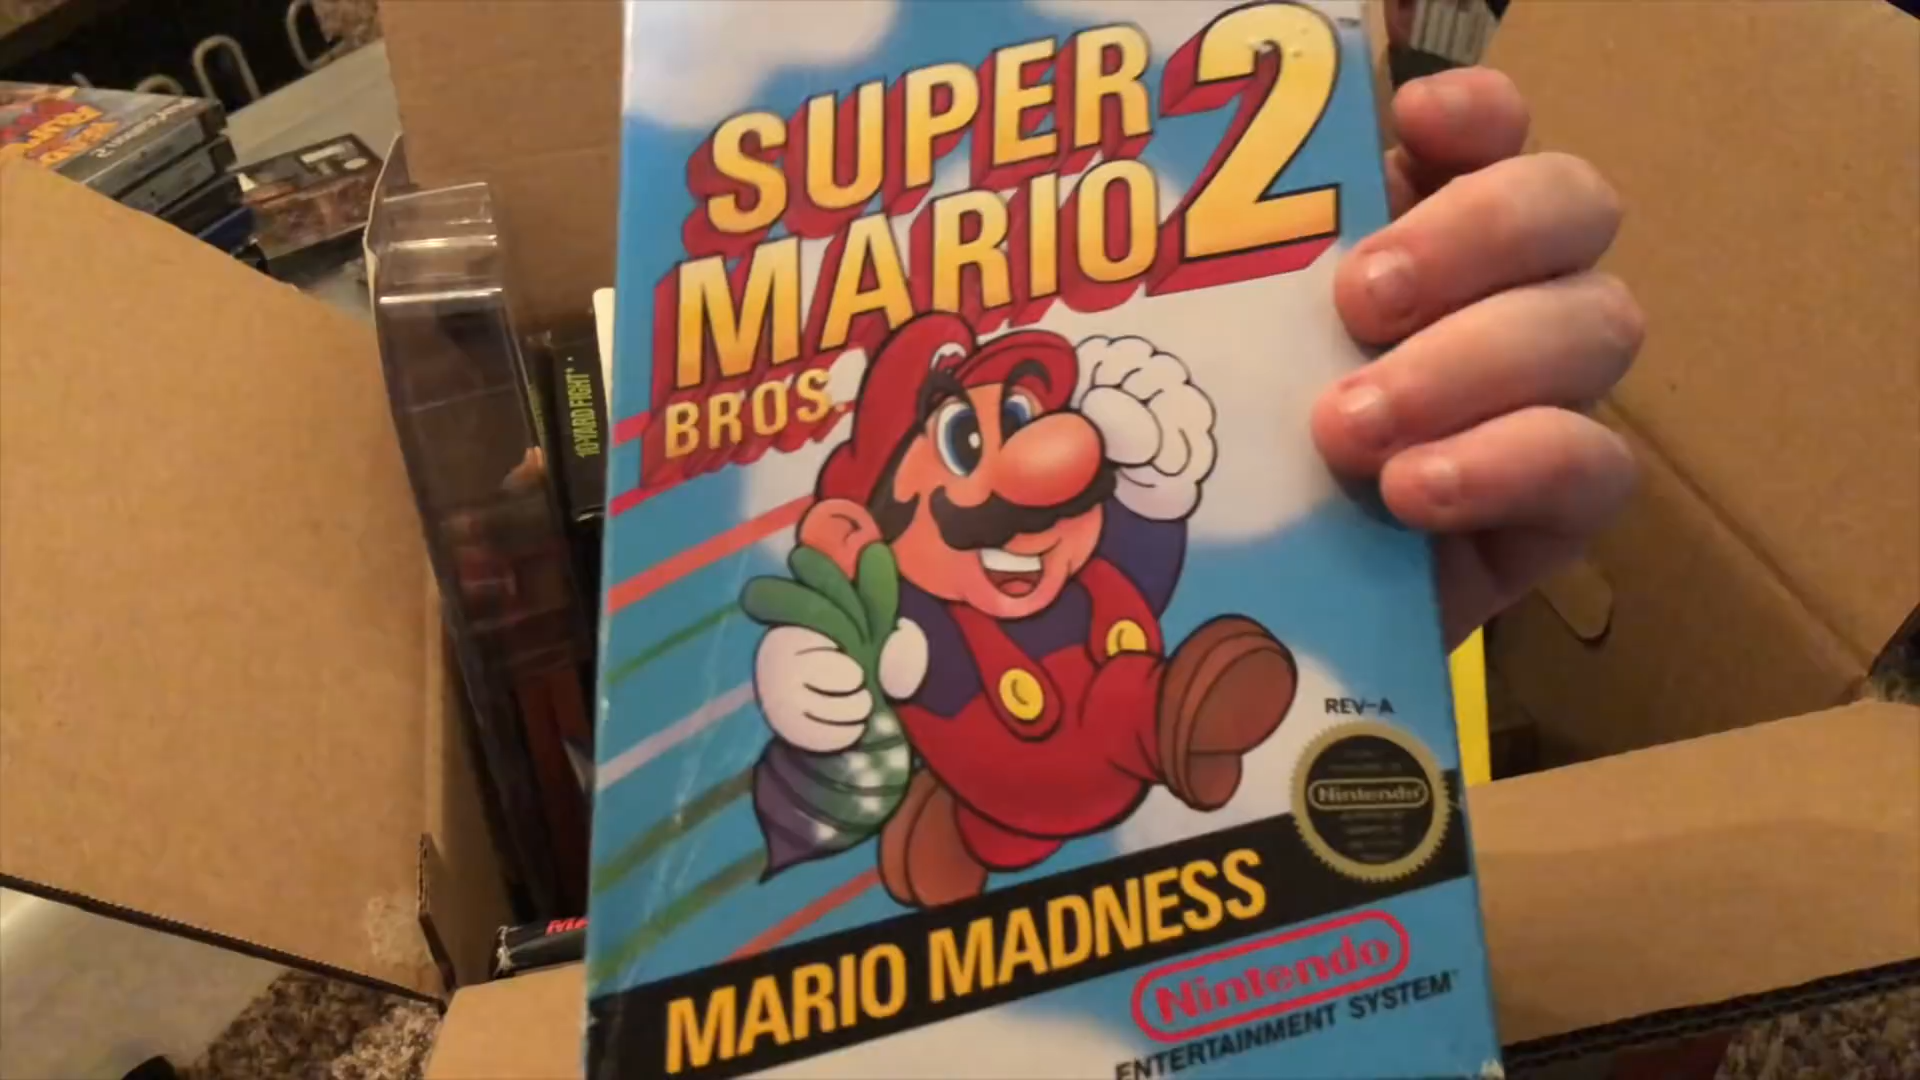 SUPER
MARIO 2
BROS.
10-YARD FIGHT
REV-A
Nintendo
MARIO MADNESS
Nintendo
ENTERTAINMENT SYSTEM